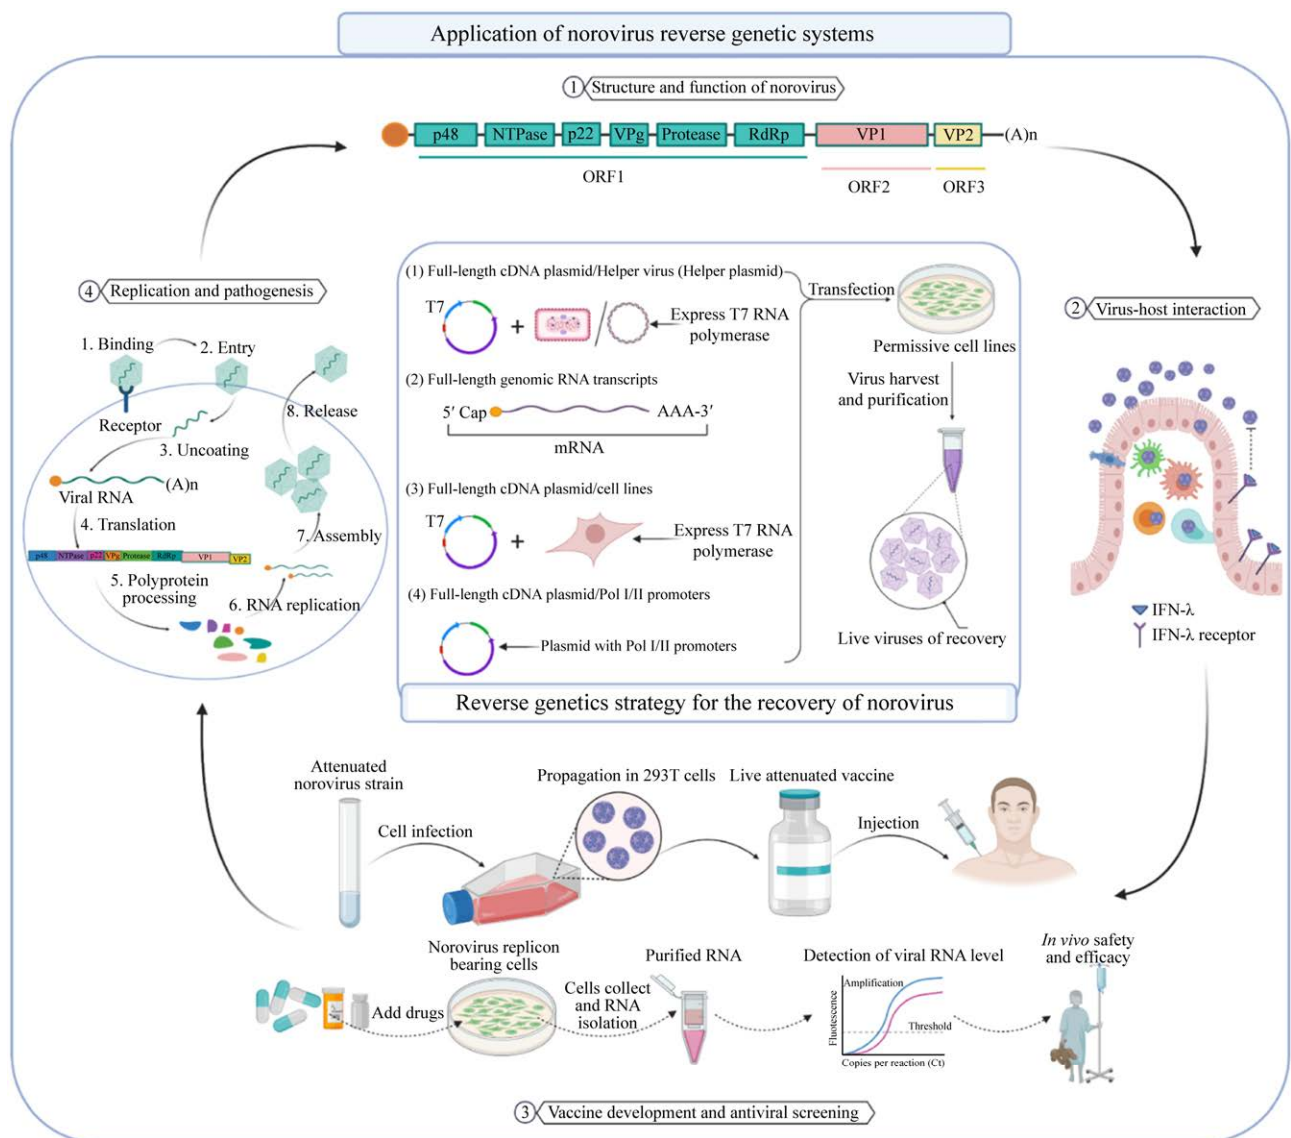 Application of norovirus reverse genetic systems
1 Structure and function of norovirus
p48 NTPase p22 VPg Protease RdRp VP1 VP2 (A)n
ORF1
ORF2 ORF3
2 Virus-host interaction
IFN-λ
IFN-λ receptor
(1) Full-length cDNA plasmid/Helper virus (Helper plasmid)
T7
+
/
Express T7 RNA
polymerase
(2) Full-length genomic RNA transcripts
5′ Cap AAA-3′
mRNA
(3) Full-length cDNA plasmid/cell lines
T7
+
Express T7 RNA
polymerase
(4) Full-length cDNA plasmid/Pol I/II promoters
Plasmid with Pol I/II promoters
Transfection
Permissive cell lines
Virus harvest
and purification
Live viruses of recovery
Reverse genetics strategy for the recovery of norovirus
4 Replication and pathogenesis
1. Binding
2. Entry
Receptor
3. Uncoating
Viral RNA
(A)n
4. Translation
p48 NTPase p22 VPg Protease RdRp VP1 VP2
5. Polyprotein
processing
6. RNA replication
7. Assembly
8. Release
Attenuated
norovirus strain
Cell infection
Propagation in 293T cells
Live attenuated vaccine
Injection
Add drugs
Norovirus replicon
bearing cells
Cells collect
and RNA
isolation
Purified RNA
Detection of viral RNA level
Fluotescence
Amplification
Threshold
Copies per reaction (Ct)
In vivo safety
and efficacy
3 Vaccine development and antiviral screening